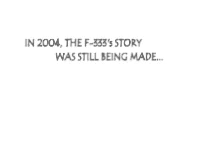 IN 2004, THE F-333's STORY
WAS STILL BEING MADE...